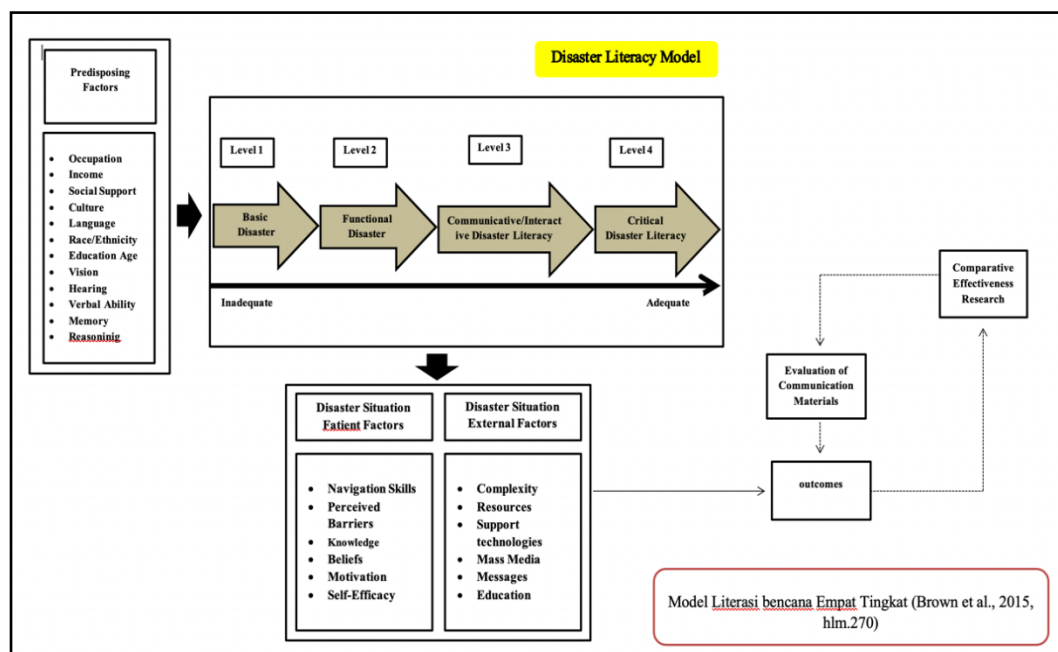 Disaster Literacy Model
Predisposing
Factors
• Occupation
• Income
• Social Support
• Culture
• Language
• Race/Ethnicity
• Education Age
• Vision
• Hearing
• Verbal Ability
• Memory
• Reasoninig
Level 1
Level 2
Level 3
Level 4
Basic
Disaster
Functional
Disaster
Communicative/Interact
ive Disaster Literacy
Critical
Disaster Literacy
Inadequate
Adequate
Disaster Situation
Fatient Factors
• Navigation Skills
• Perceived
Barriers
• Knowledge
• Beliefs
• Motivation
• Self-Efficacy
Disaster Situation
External Factors
• Complexity
• Resources
• Support
technologies
• Mass Media
• Messages
• Education
Comparative
Effectiveness
Research
Evaluation of
Communication
Materials
outcomes
Model Literasi bencana Empat Tingkat (Brown et al., 2015,
hlm.270)